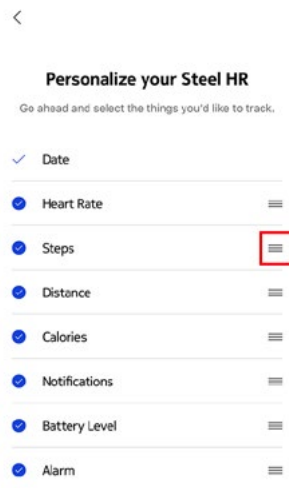 Personalize your Steel HR
Go ahead and select the things you'd like to track.
Date
Heart Rate
Steps
Distance
Calories
Notifications
Battery Level
Alarm